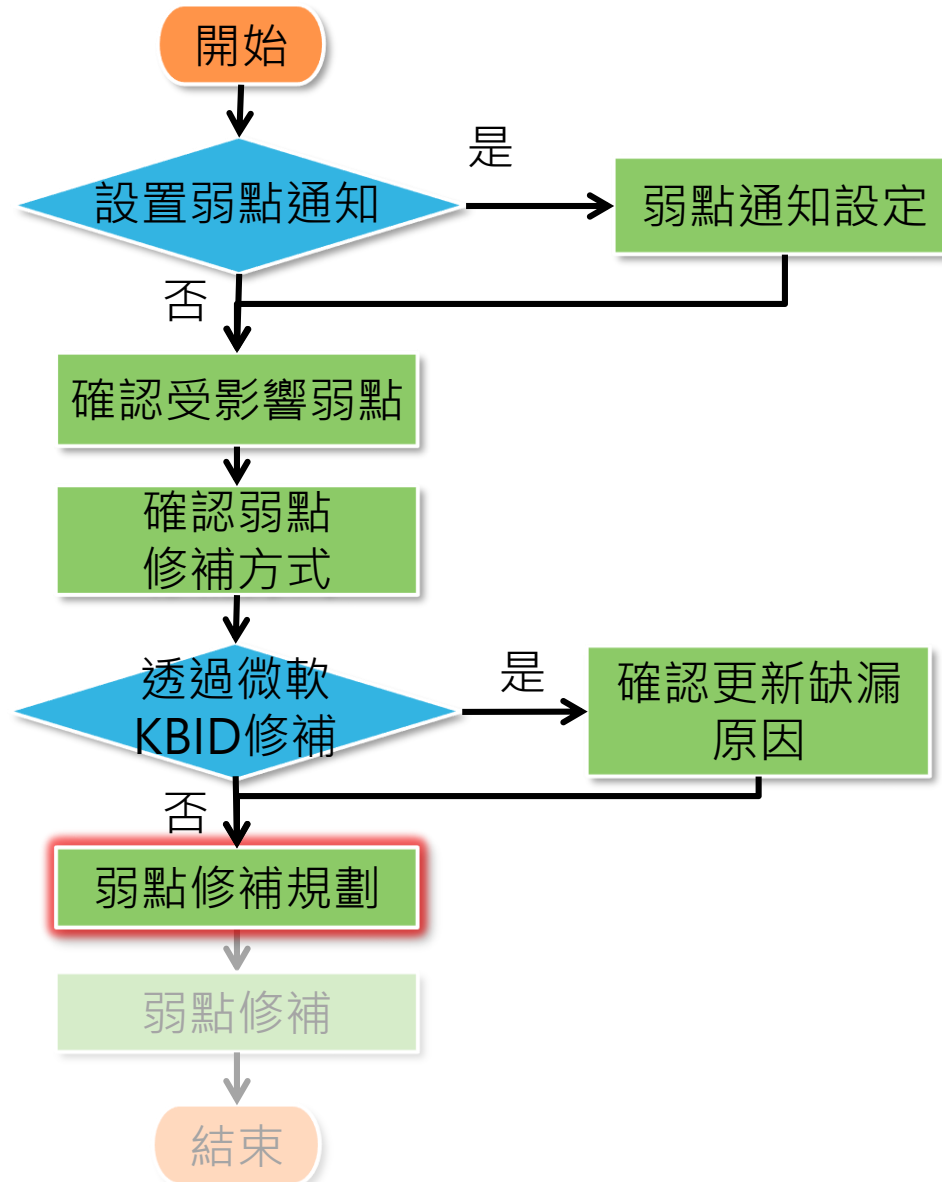 開始
設置弱點通知
是
弱點通知設定
否
確認受影響弱點
確認弱點
修補方式
透過微軟
KBID修補
是
確認更新缺漏
原因
否
弱點修補規劃
弱點修補
結束